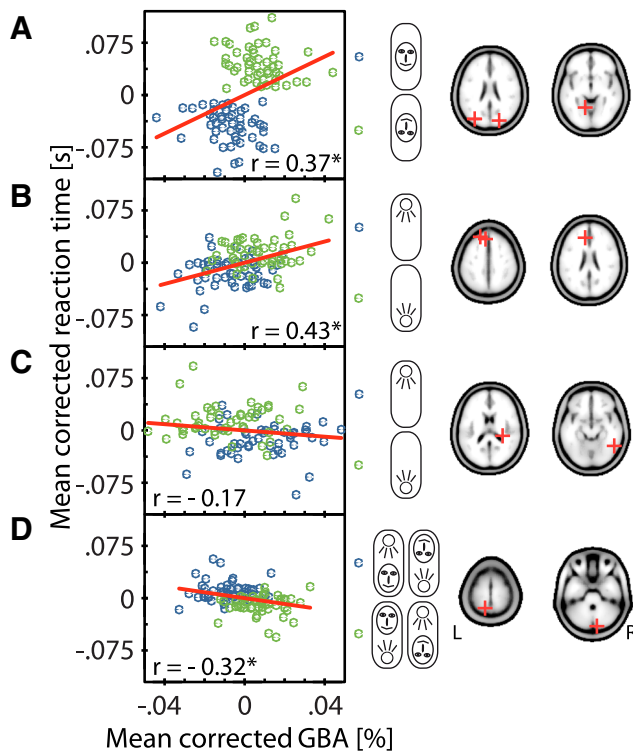 A
.075
0
-.075
r = 0.37*
B
.075
0
-.075
r = 0.43*
C
.075
0
-.075
r = - 0.17
D
.075
0
-.075
r = - 0.32*
L
R
-.04
0
.04
Mean corrected GBA [%]
Mean corrected reaction time [s]